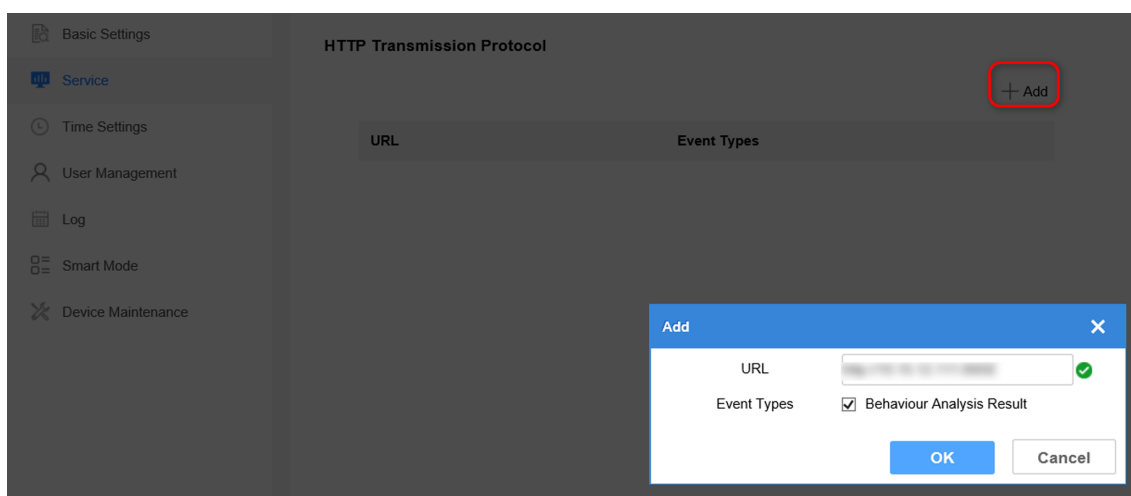 Basic Settings
Service
Time Settings
User Management
Log
Smart Mode
Device Maintenance
HTTP Transmission Protocol
Add
URL Event Types
Add
URL
Event Types Behaviour Analysis Result
OK Cancel